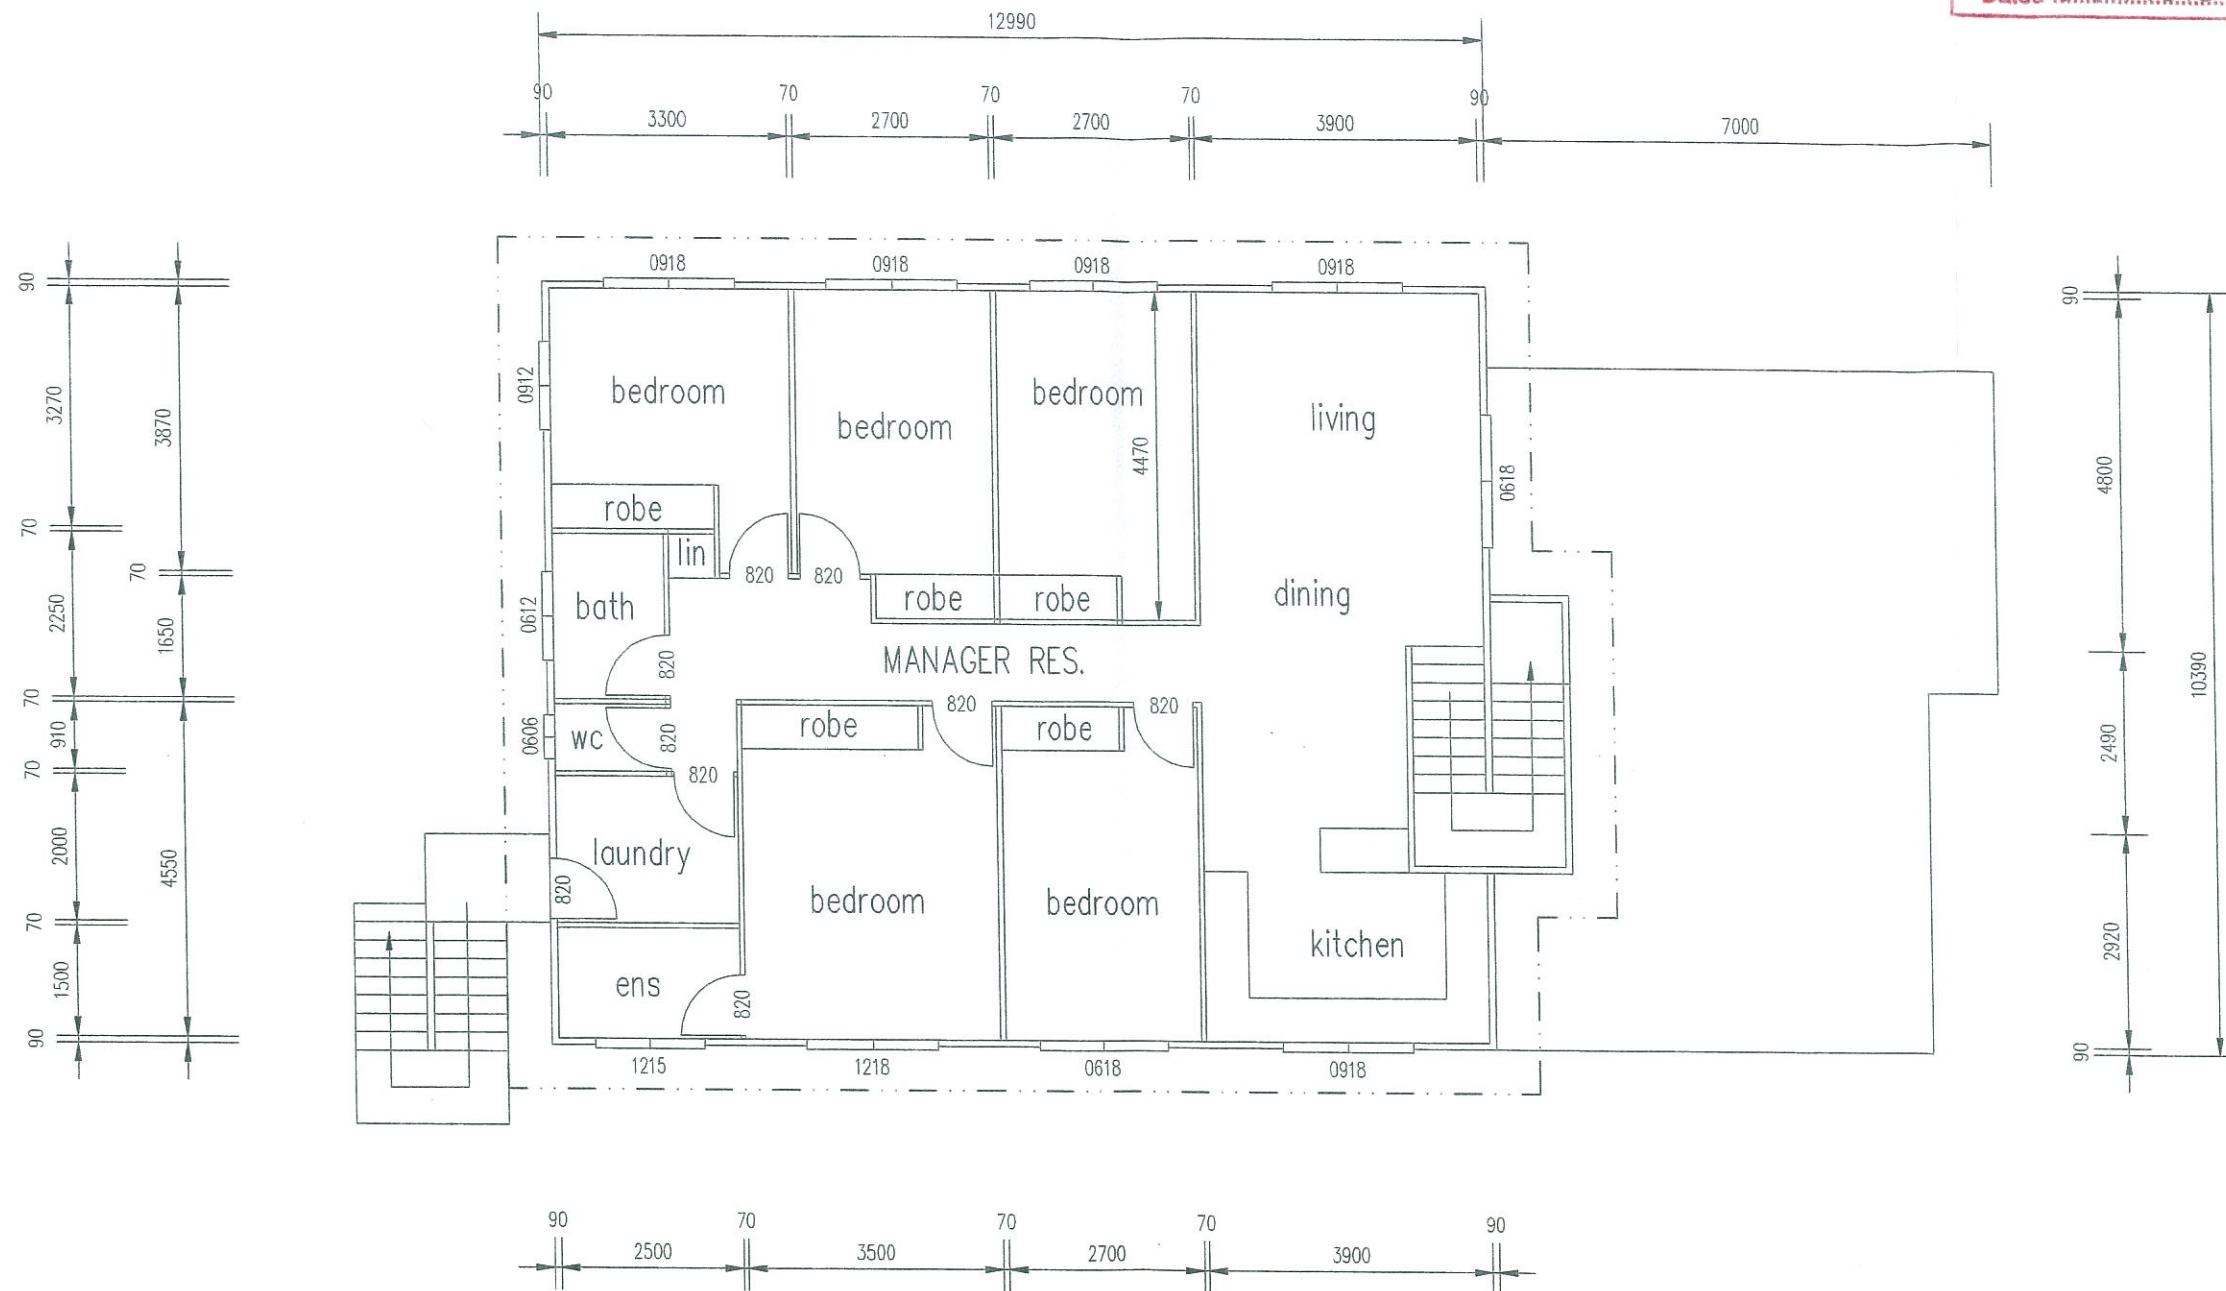 12990
90 70 70 70 90
3300 2700 2700 3900 7000
0918 0918 0918 0918
90
3270
70
2250
70
910
70
2000
70
1500
90
3870
70
1650
4550
0912
0612
0606
bedroom
bedroom
bedroom
4470
living
0618
robe
lin
820
820
bath
820
robe
robe
dining
MANAGER RES.
wc
820
820
robe
820
robe
820
laundry
820
bedroom
bedroom
kitchen
ens
820
1215 1218 0618 0918
90
4800
2490
2920
90
10390
90 70 70 70 90
2500 3500 2700 3900